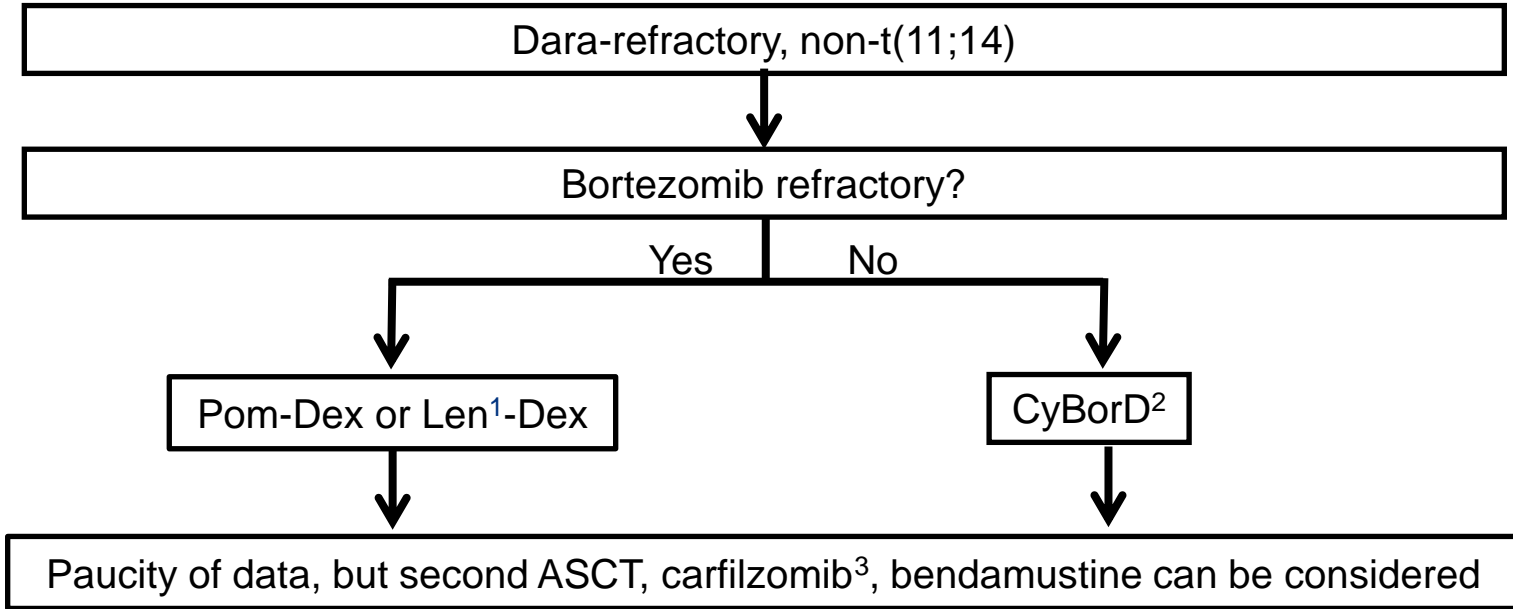 Dara-refractory, non-t(11;14)
Bortezomib refractory?
Yes No
Pom-Dex or Len¹-Dex
CyBorD²
Paucity of data, but second ASCT, carfilzomib³, bendamustine can be considered